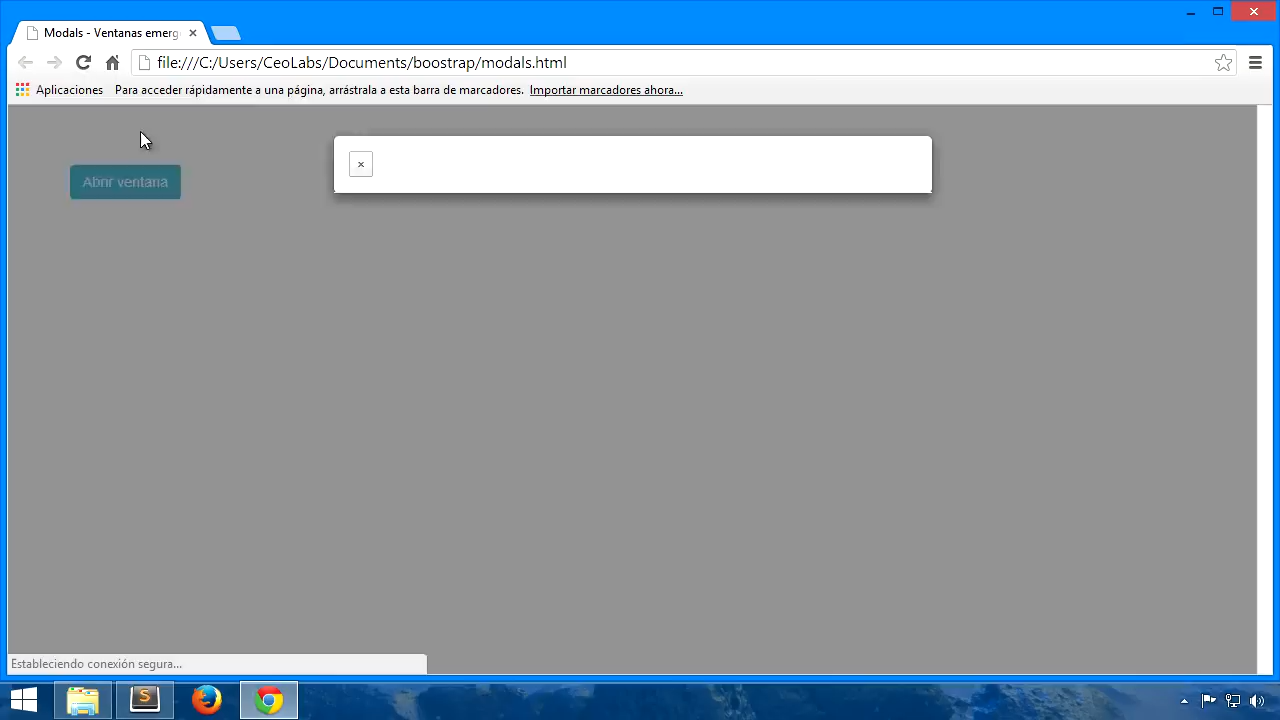 Modals - Ventanas emerg
file:///C:/Users/CeoLabs/Documents/boostrap/modals.html
Aplicaciones Para acceder rápidamente a una página, arrástrala a esta barra de marcadores. Importar marcadores ahora...
×
Abrir ventana
Estableciendo conexión segura...
S